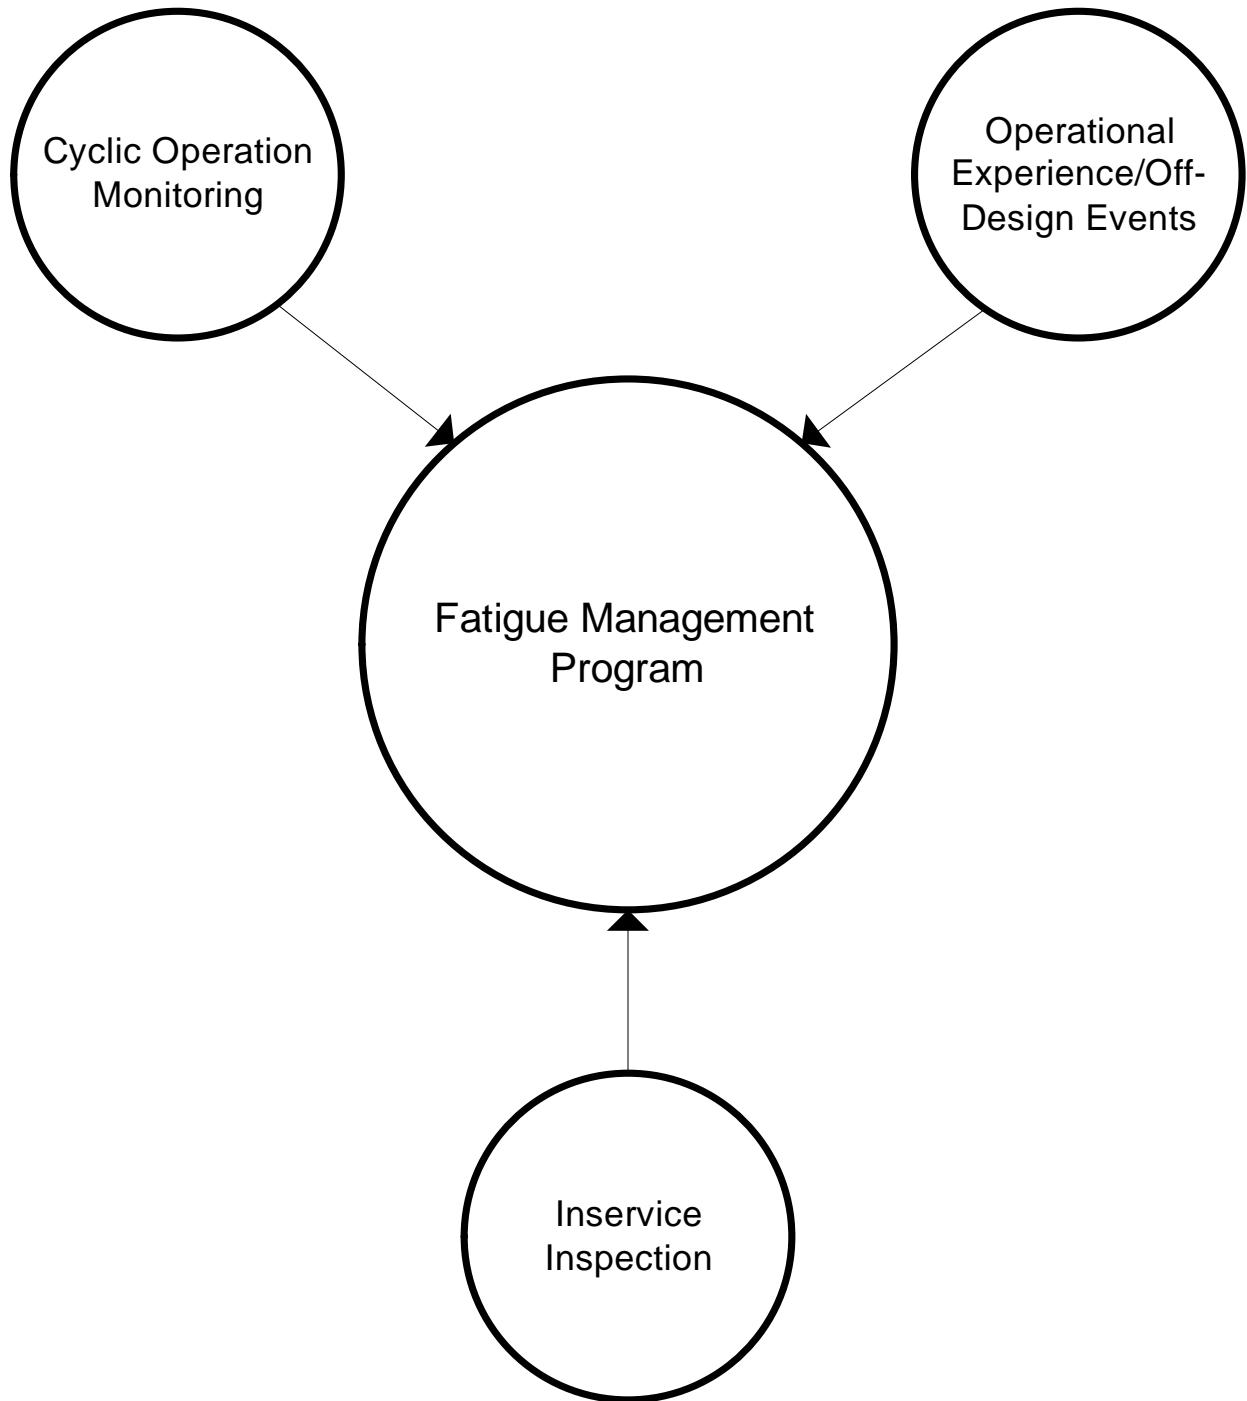 Cyclic Operation
Monitoring
Operational
Experience/Off-
Design Events
Fatigue Management
Program
Inservice
Inspection